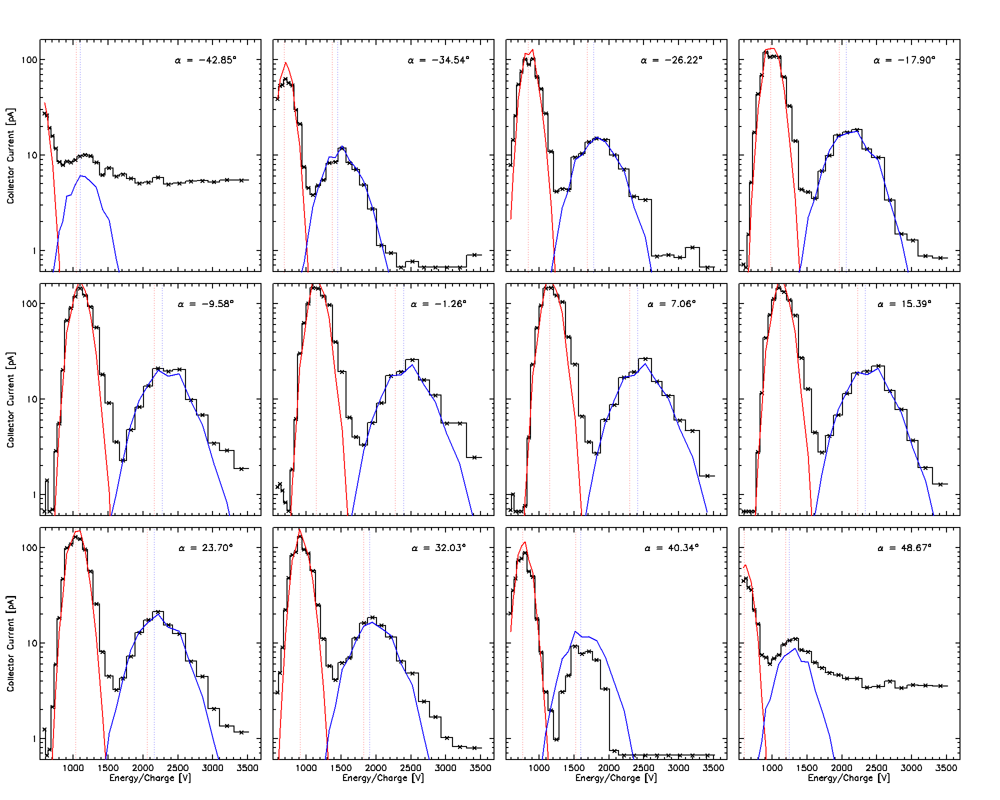 α = −42.85°
α = −34.54°
α = −26.22°
α = −17.90°
100
10
1
Collector Current [pA]
α = −9.58°
α = −1.26°
α = 7.06°
α = 15.39°
100
10
1
Collector Current [pA]
α = 23.70°
α = 32.03°
α = 40.34°
α = 48.67°
100
10
1
Collector Current [pA]
1000 1500 2000 2500 3000 3500
1000 1500 2000 2500 3000 3500
1000 1500 2000 2500 3000 3500
1000 1500 2000 2500 3000 3500
Energy/Charge [V]
Energy/Charge [V]
Energy/Charge [V]
Energy/Charge [V]